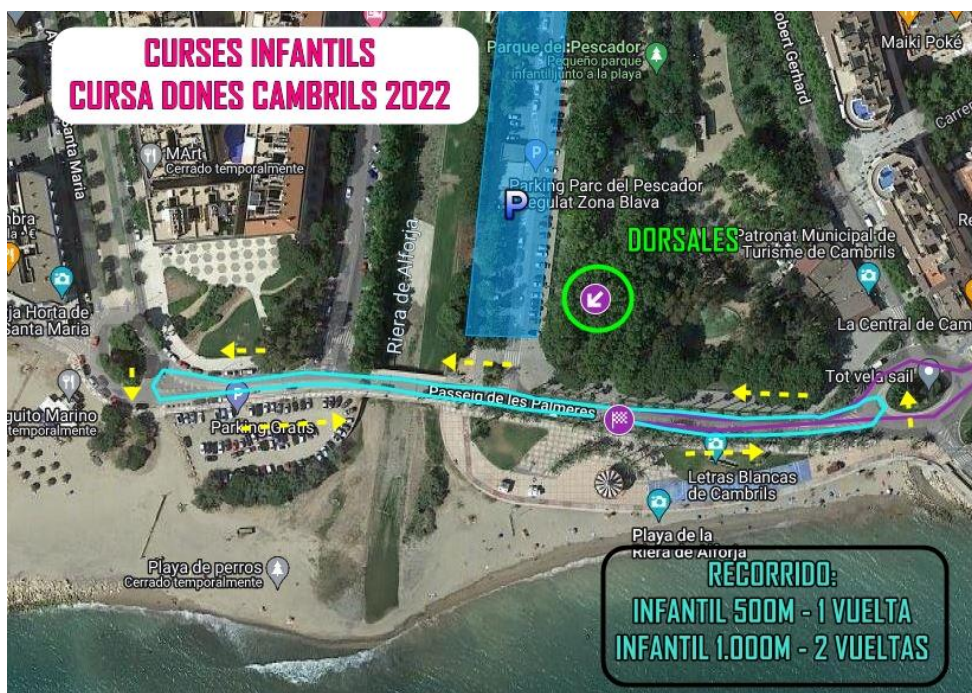 CURSES INFANTILS
CURSA DONES CAMBRILS 2022
Parque del Pescador
Pequeño parque
infantil junto a la playa
Robert Gerhard
Maiki Poké
Santa Maria
MArt
Cerrado temporalmente
P
Parking Parc del Pescador
Regulat Zona Blava
P
DORSALES
Patronat Municipal de
Turisme de Cambrils
Riera de Alforja
ja Horta de
Santa Maria
La Central de Cam
Tot vela sail
guito Marino
temporalmente
P
Parking Gratis
Passeig de les Palmeres
Letras Blancas
de Cambrils
Playa de la
Riera de Alforja
Playa de perros
Cerrado temporalmente
RECORRIDO:
INFANTIL 500M - 1 VUELTA
INFANTIL 1.000M - 2 VUELTAS